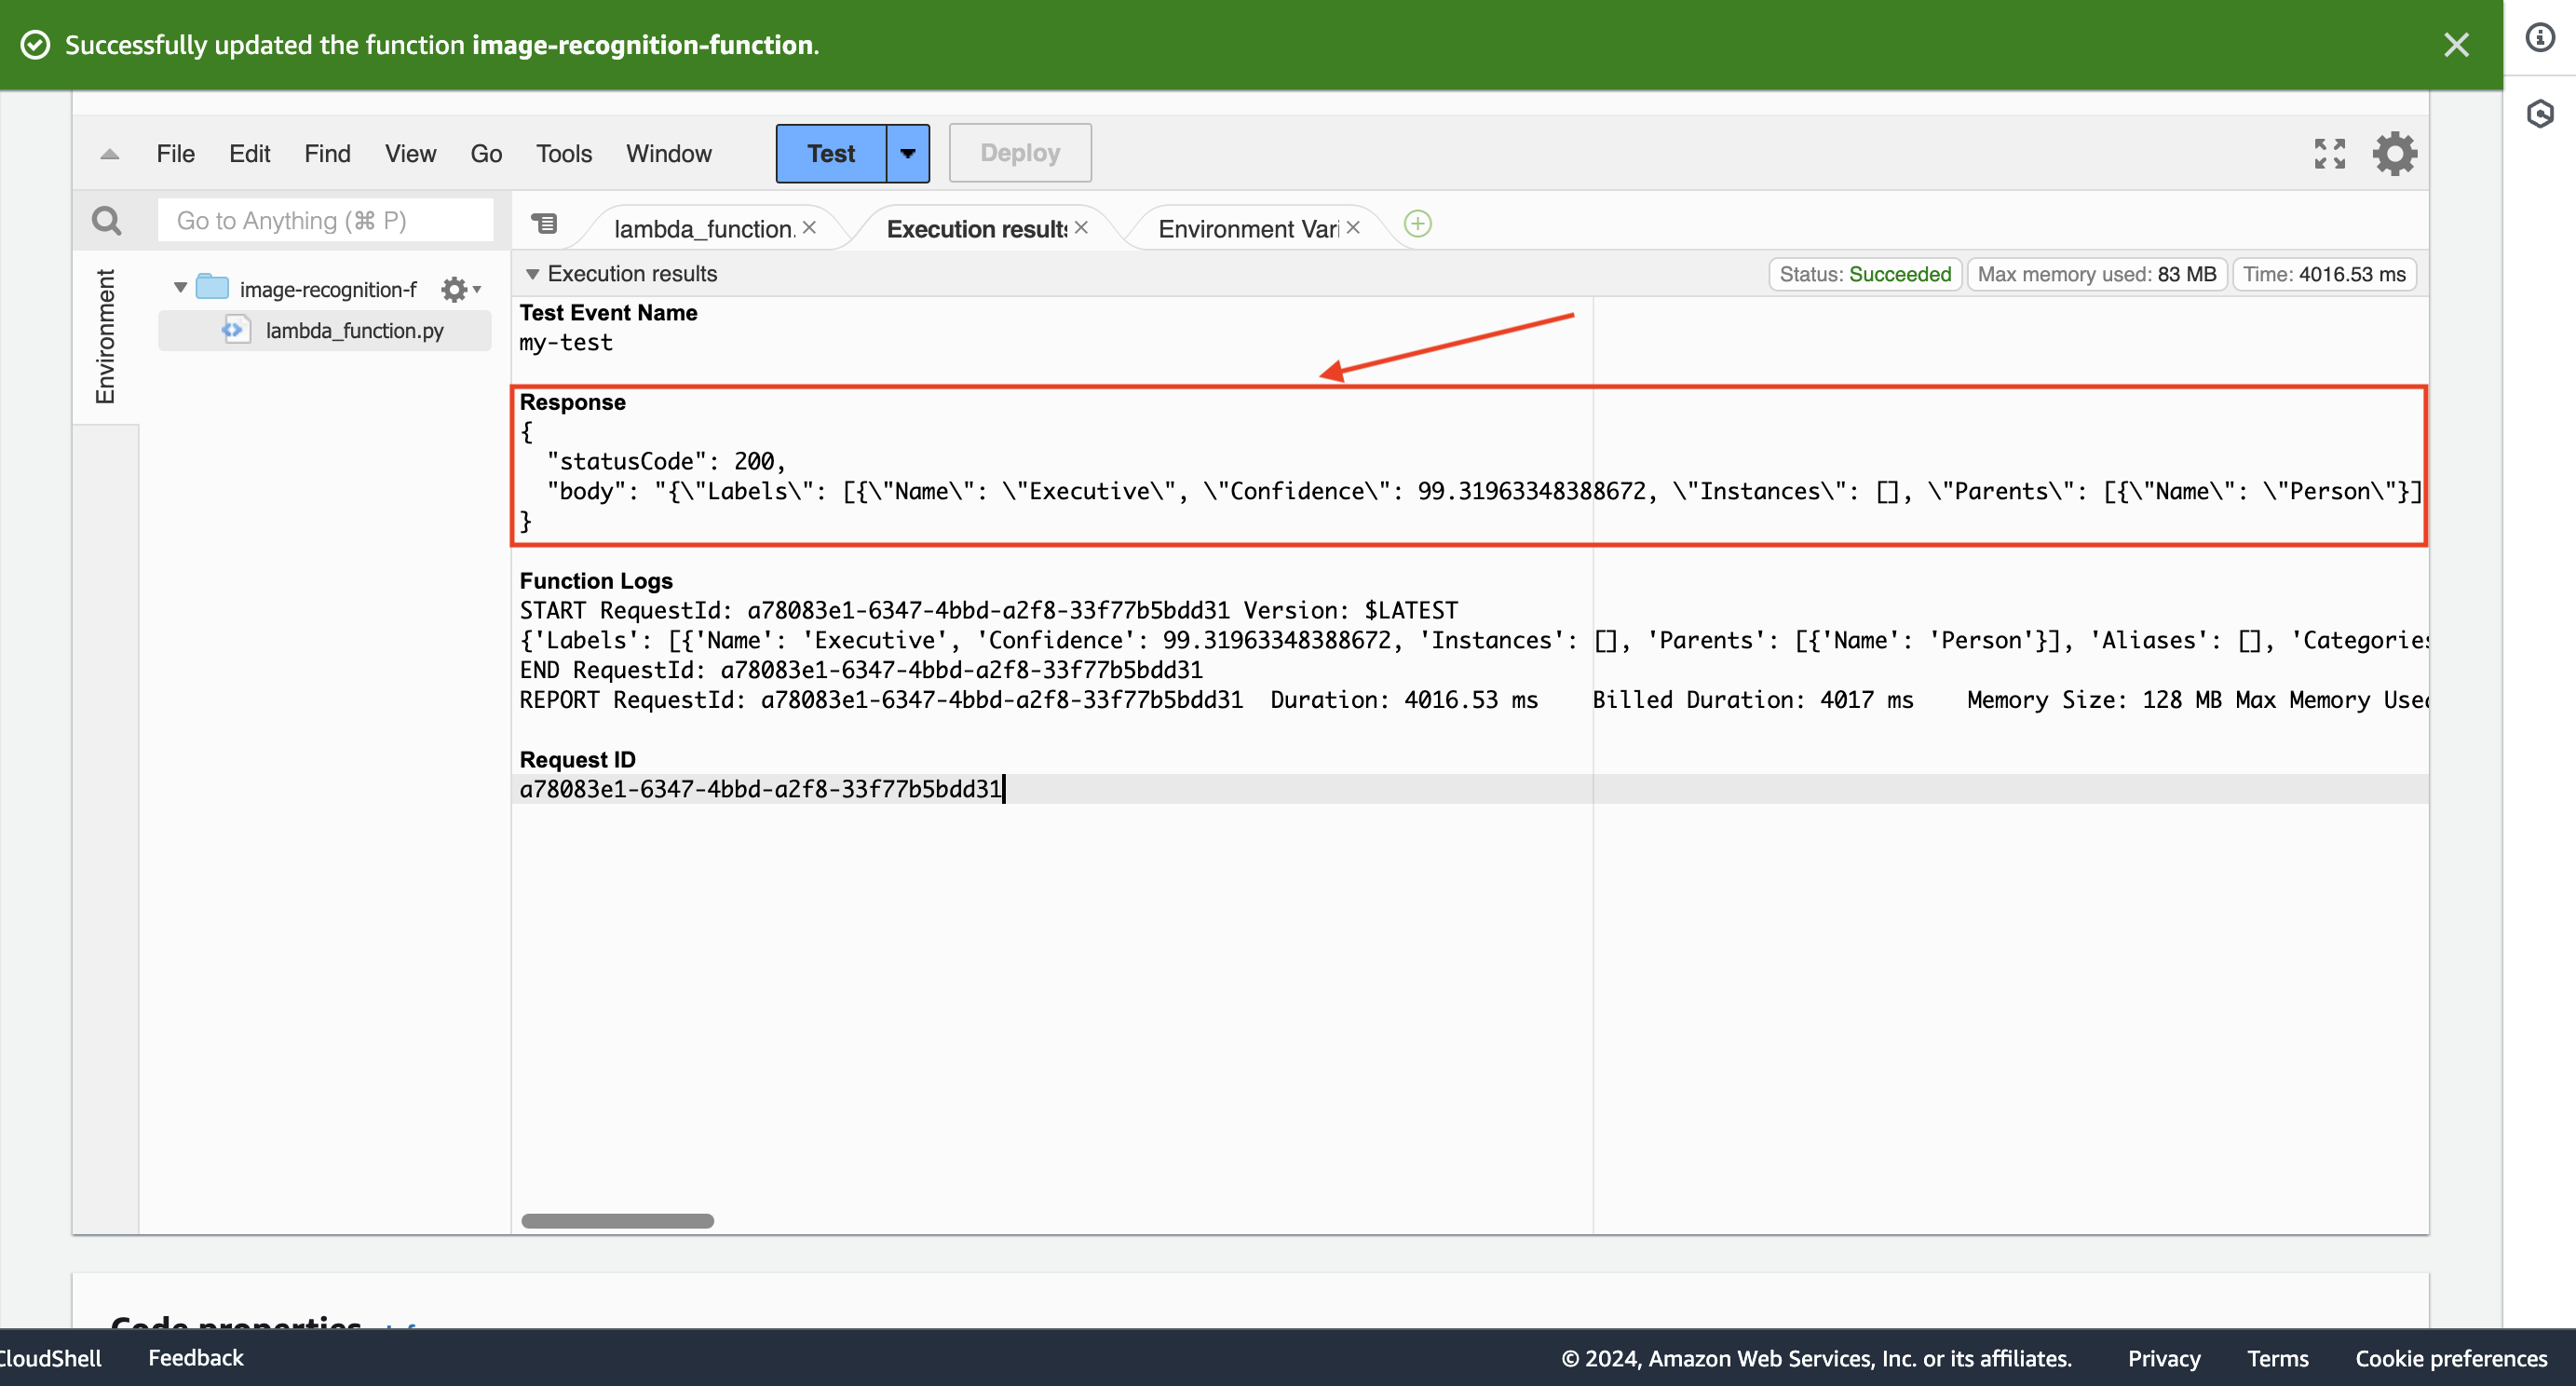 Successfully updated the function image-recognition-function.
File Edit Find View Go Tools Window Test Deploy
Go to Anything (⌘ P)
lambda_function. Execution results Environment Vari
Environment
image-recognition-f
lambda_function.py
Execution results
Status: Succeeded Max memory used: 83 MB Time: 4016.53 ms
Test Event Name
my-test
Response
{
"statusCode": 200,
"body": "{\"Labels\": [{\"Name\": \"Executive\", \"Confidence\": 99.31963348388672, \"Instances\": [], \"Parents\": [{\"Name\": \"Person\"}]
}
Function Logs
START RequestId: a78083e1-6347-4bbd-a2f8-33f77b5bdd31 Version: $LATEST
{'Labels': [{'Name': 'Executive', 'Confidence': 99.31963348388672, 'Instances': [], 'Parents': [{'Name': 'Person'}], 'Aliases': [], 'Categories
END RequestId: a78083e1-6347-4bbd-a2f8-33f77b5bdd31
REPORT RequestId: a78083e1-6347-4bbd-a2f8-33f77b5bdd31 Duration: 4016.53 ms Billed Duration: 4017 ms Memory Size: 128 MB Max Memory Used
Request ID
a78083e1-6347-4bbd-a2f8-33f77b5bdd31
Code properties
CloudShell Feedback © 2024, Amazon Web Services, Inc. or its affiliates. Privacy Terms Cookie preferences